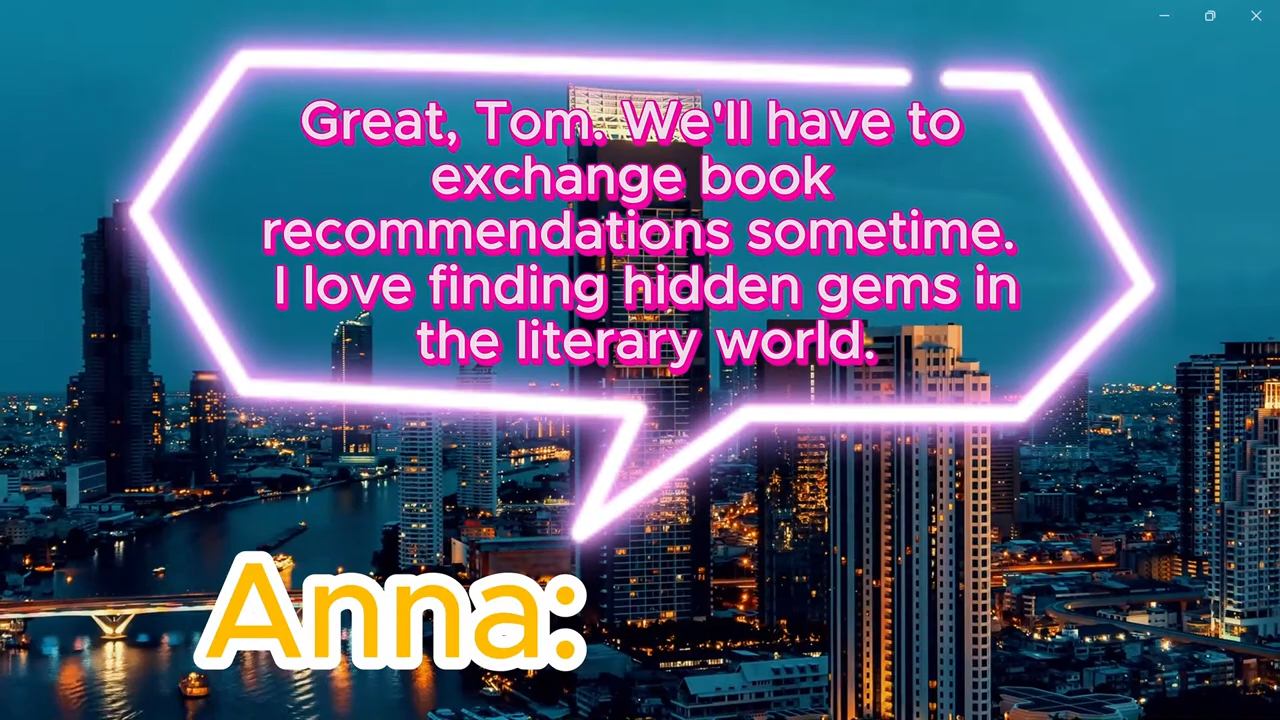 Great, Tom. We'll have to
exchange book
recommendations sometime.
I love finding hidden gems in
the literary world.
Anna: